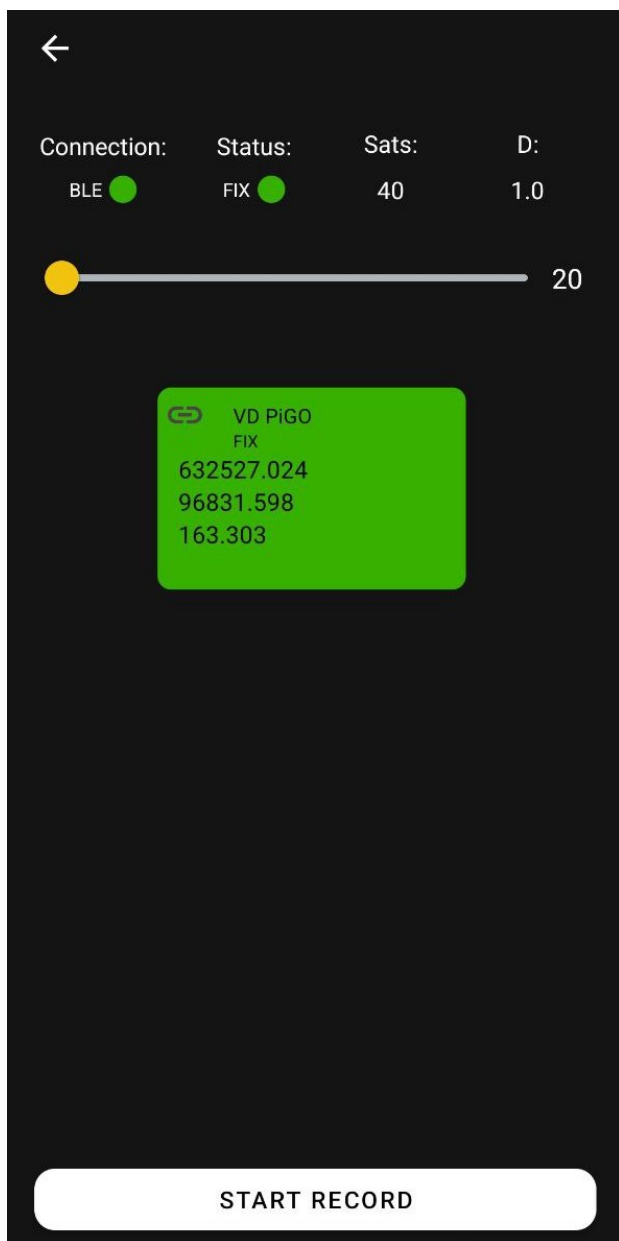 Connection: Status: Sats: D:
BLE FIX 40 1.0
20
VD PiGO
FIX
632527.024
96831.598
163.303
START RECORD